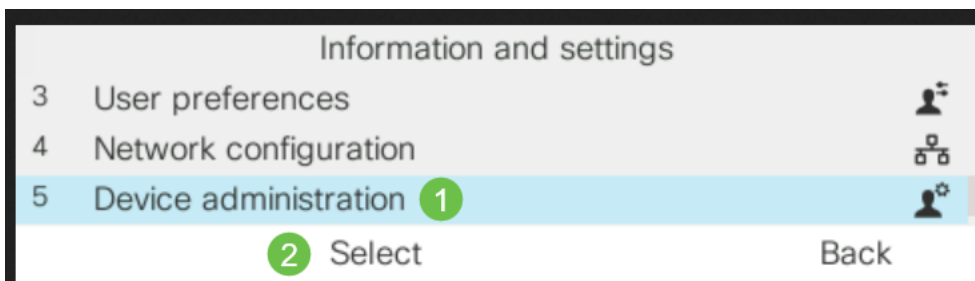 Information and settings
3 User preferences
4 Network configuration
5 Device administration 1
2 Select Back